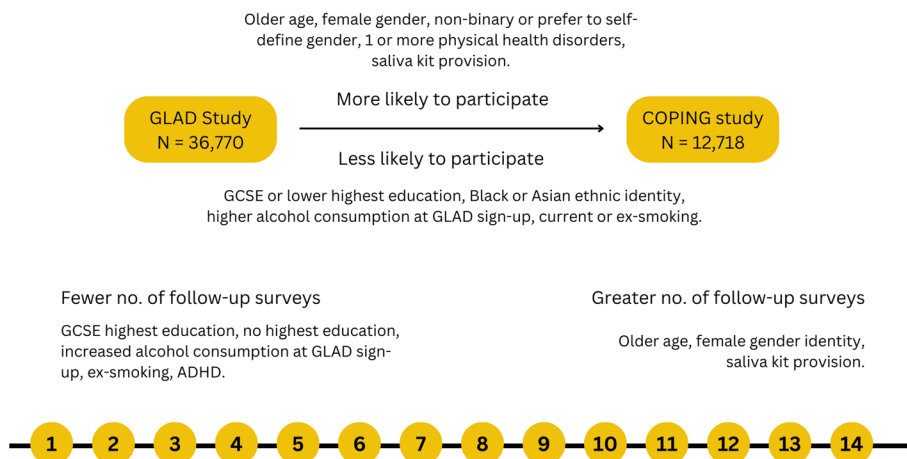 Older age, female gender, non-binary or prefer to self-
define gender, 1 or more physical health disorders,
saliva kit provision.
GLAD Study
N = 36,770
More likely to participate
Less likely to participate
COPING study
N = 12,718
GCSE or lower highest education, Black or Asian ethnic identity,
higher alcohol consumption at GLAD sign-up, current or ex-smoking.
Fewer no. of follow-up surveys
GCSE highest education, no highest education,
increased alcohol consumption at GLAD sign-
up, ex-smoking, ADHD.
Greater no. of follow-up surveys
Older age, female gender identity,
saliva kit provision.
1 2 3 4 5 6 7 8 9 10 11 12 13 14